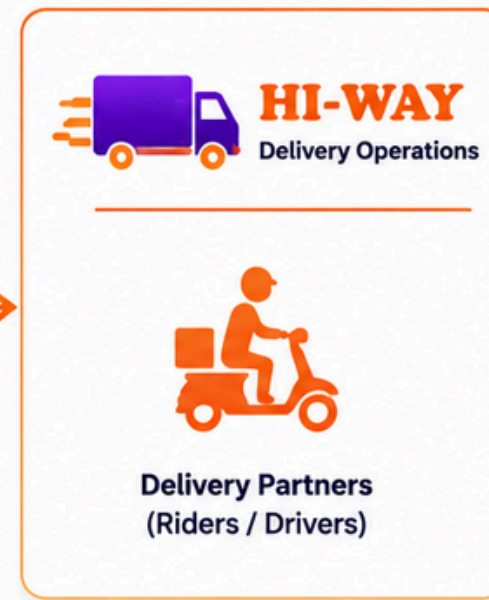 HI-WAY
Delivery Operations
Delivery Partners
(Riders / Drivers)